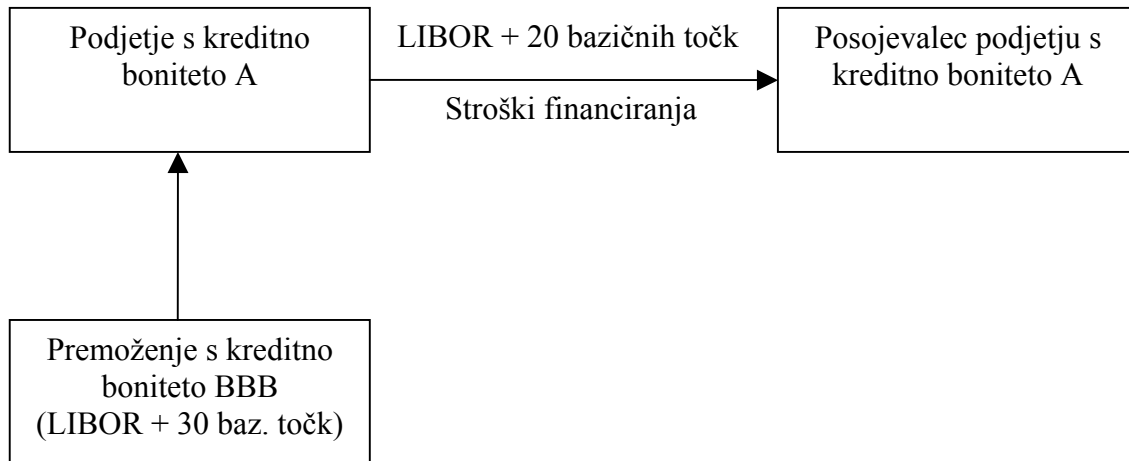 Podjetje s kreditno
boniteto A
LIBOR + 20 bazičnih točk
Stroški financiranja
Posojevalec podjetju s
kreditno boniteto A
Premoženje s kreditno
boniteto BBB
(LIBOR + 30 baz. točk)